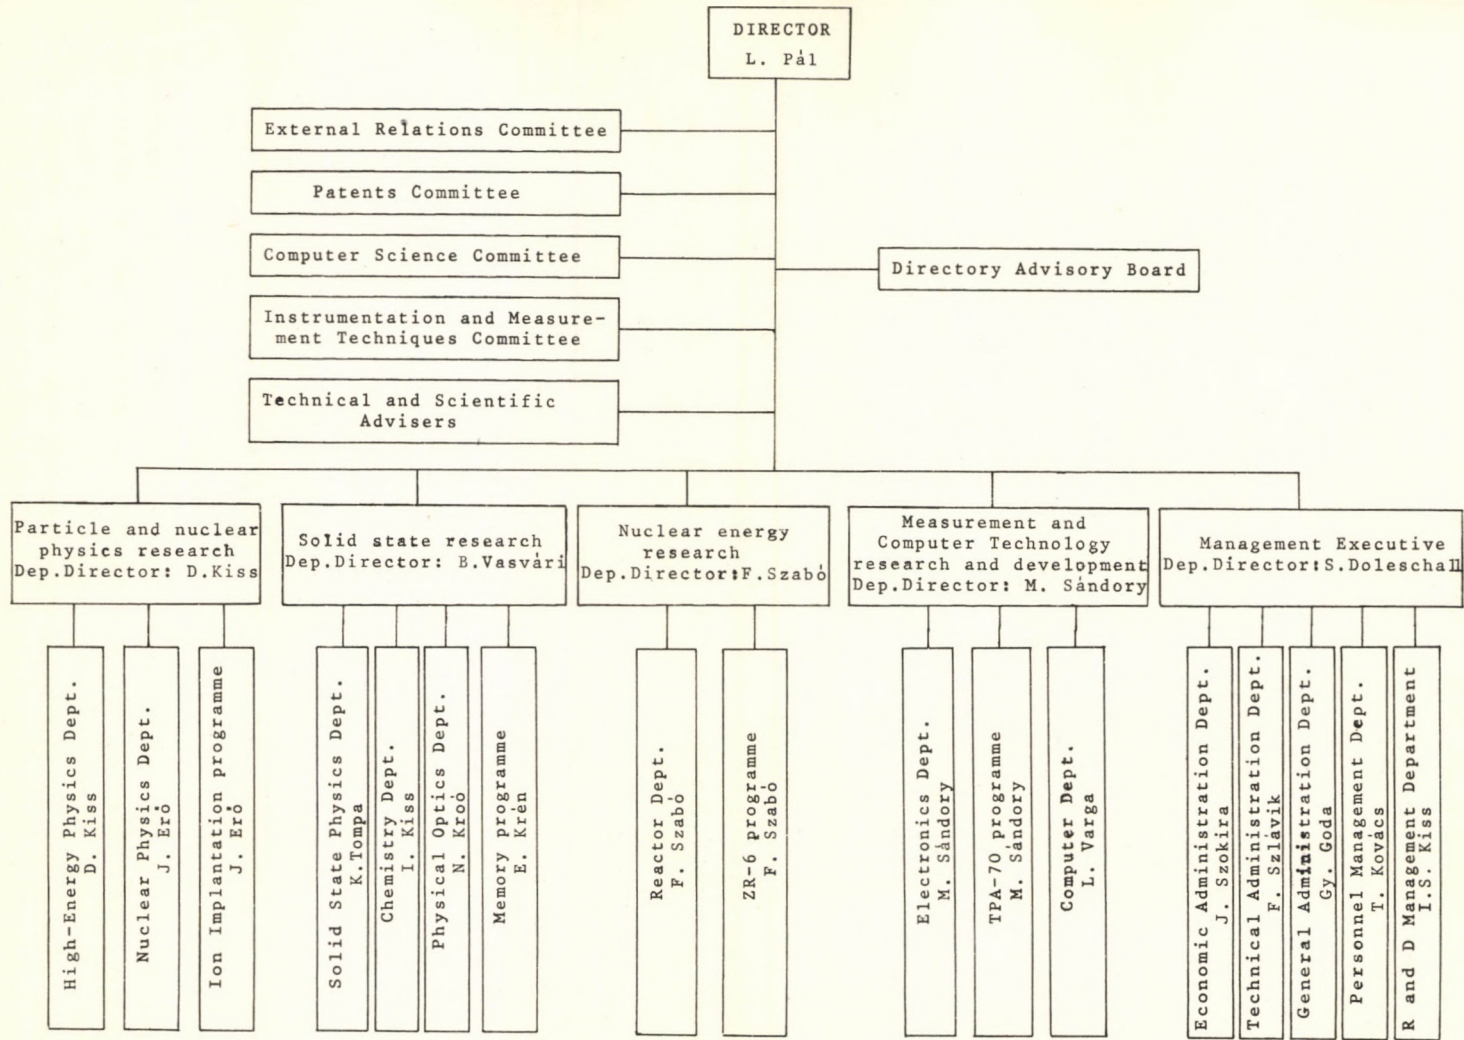 DIRECTOR
L. Pál
External Relations Committee
Patents Committee
Computer Science Committee
Directory Advisory Board
Instrumentation and Measure-
ment Techniques Committee
Technical and Scientific
Advisers
Particle and nuclear
physics research
Dep.Director: D.Kiss
Solid state research
Dep.Director: B.Vasvári
Nuclear energy
research
Dep.Director:F.Szabó
Measurement and
Computer Technology
research and development
Dep.Director: M. Sándory
Management Executive
Dep.Director:S.Doleschall
High-Energy Physics Dept.
D. Kiss
Nuclear Physics Dept.
J. Erő
Ion Implantation programme
J. Erő
Solid State Physics Dept.
K.Tompa
Chemistry Dept.
I. Kiss
Physical Optics Dept.
N. Kroó
Memory programme
E. Krén
Reactor Dept.
F. Szabó
ZR-6 programme
F. Szabó
Electronics Dept.
M. Sándory
TPA-70 programme
M. Sándory
Computer Dept.
L. Varga
Economic Administration Dept.
J. Szokira
Technical Administration Dept.
F. Szlávik
General Administration Dept.
Gy. Goda
Personnel Management Dept.
T. Kovács
R and D Management Department
I.S. Kiss